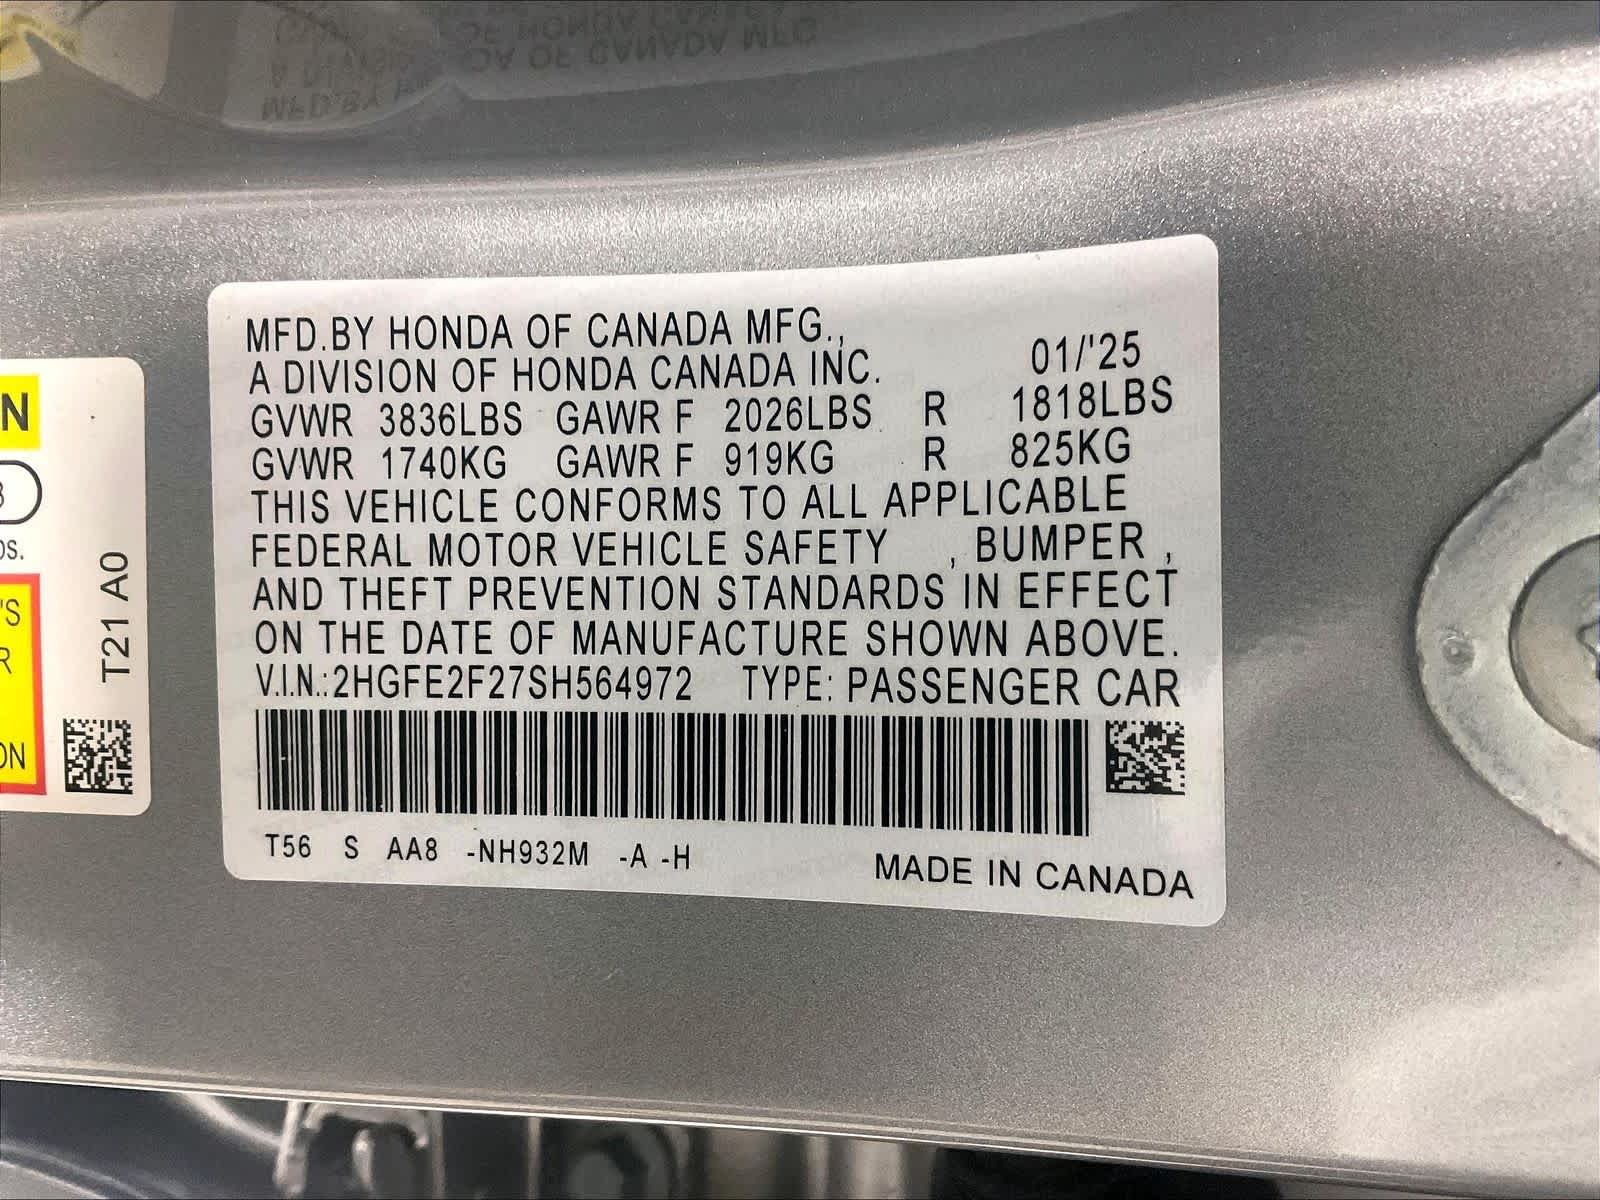 MFD.BY HONDA OF CANADA MFG.,
A DIVISION OF HONDA CANADA INC. 01/'25
GVWR 3836LBS GAWR F 2026LBS R 1818LBS
GVWR 1740KG GAWR F 919KG R 825KG
THIS VEHICLE CONFORMS TO ALL APPLICABLE
FEDERAL MOTOR VEHICLE SAFETY , BUMPER ,
AND THEFT PREVENTION STANDARDS IN EFFECT
ON THE DATE OF MANUFACTURE SHOWN ABOVE.
V.I.N.:2HGFE2F27SH564972 TYPE: PASSENGER CAR
T56 S AA8 -NH932M -A -H
MADE IN CANADA
T21 A0